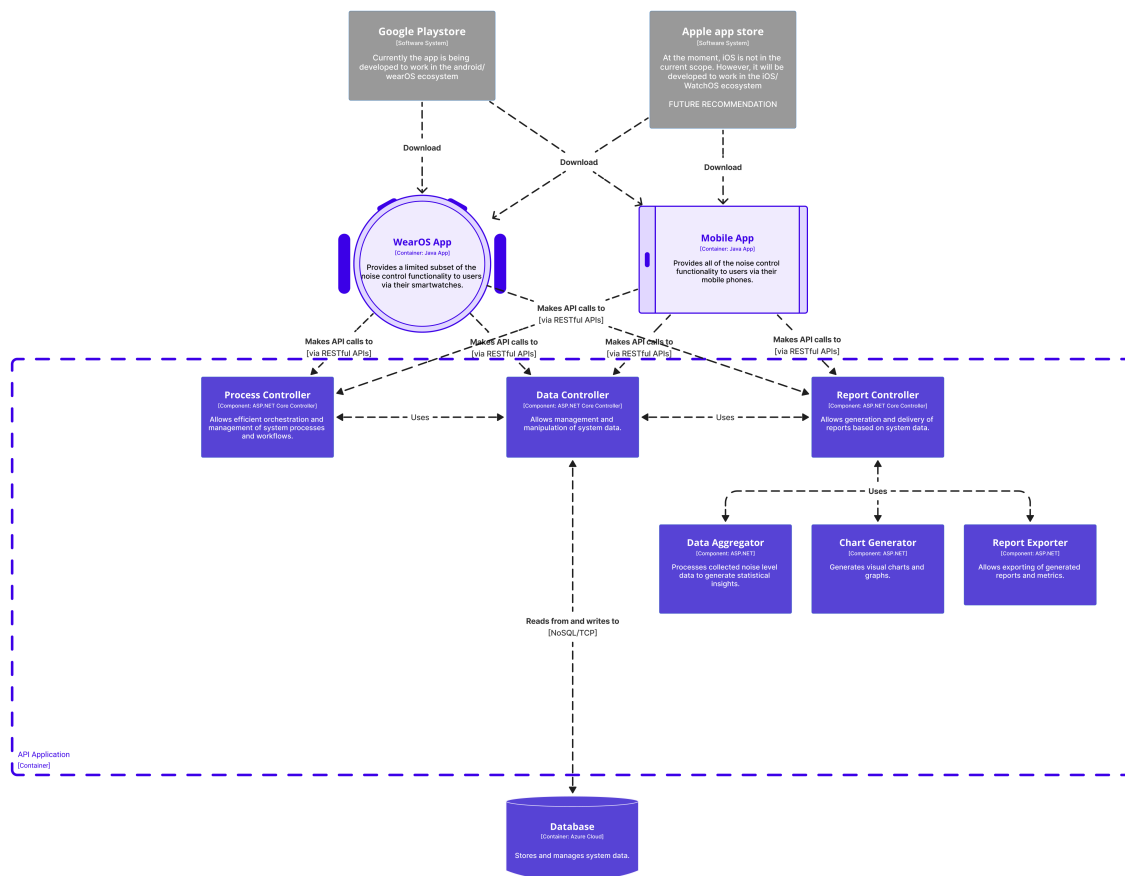 Google Playstore
[Software System]
Currently the app is being
developed to work in the android/
wearOS ecosystem
Apple app store
[Software System]
At the moment, iOS is not in the
current scope. However, it will be
developed to work in the iOS/
WatchOS ecosystem
FUTURE RECOMMENDATION
Download
Download
Download
WearOS App
[Container: Java App]
Provides a limited subset of the
noise control functionality to users
via their smartwatches.
Mobile App
[Container: Java App]
Provides all of the noise control
functionality to users via their
mobile phones.
Makes API calls to
[via RESTful APIs]
Makes API calls to
[via RESTful APIs]
Makes API calls to
[via RESTful APIs]
Makes API calls to
[via RESTful APIs]
Makes API calls to
[via RESTful APIs]
Process Controller
[Component: ASP.NET Core Controller]
Allows efficient orchestration and
management of system processes
and workflows.
Uses
Data Controller
[Component: ASP.NET Core Controller]
Allows management and
manipulation of system data.
Uses
Report Controller
[Component: ASP.NET Core Controller]
Allows generation and delivery of
reports based on system data.
Uses
Data Aggregator
[Component: ASP.NET]
Processes collected noise level
data to generate statistical
insights.
Chart Generator
[Component: ASP.NET]
Generates visual charts and
graphs.
Report Exporter
[Component: ASP.NET]
Allows exporting of generated
reports and metrics.
Reads from and writes to
[NoSQL/TCP]
API Application
[Container]
Database
[Container: Azure Cloud]
Stores and manages system data.